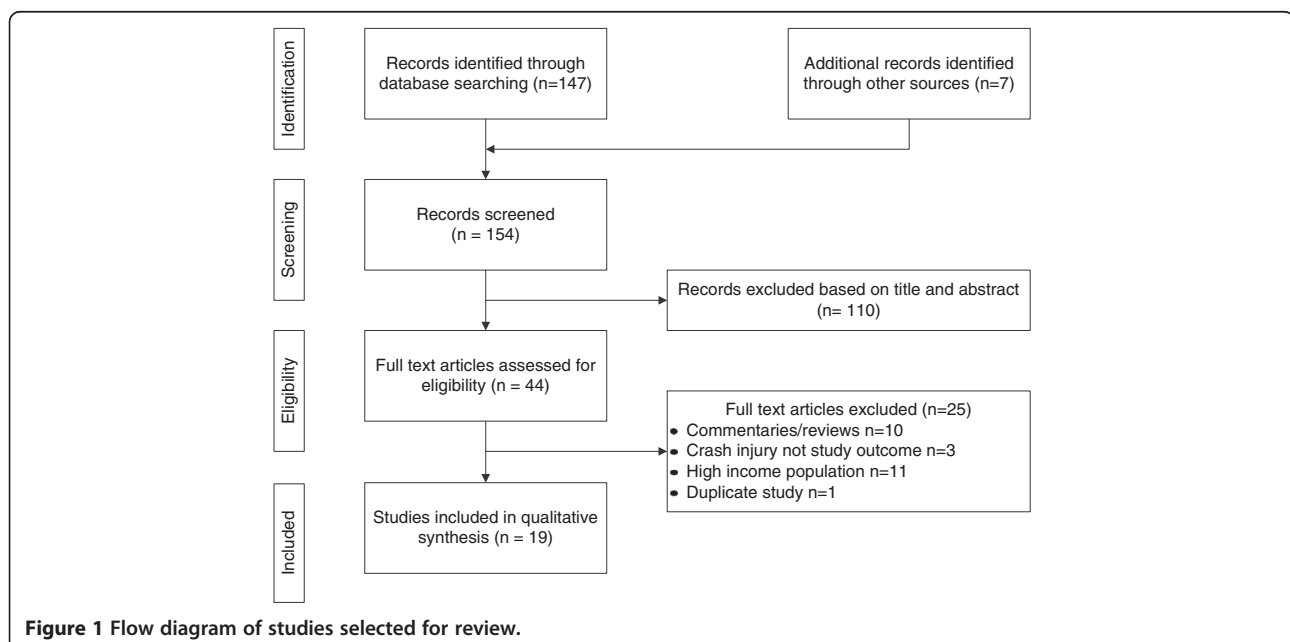 Identification
Records identified through
database searching (n=147)
Additional records identified
through other sources (n=7)
Screening
Records screened
(n = 154)
Records excluded based on title and abstract
(n= 110)
Eligibility
Full text articles assessed for
eligibility (n = 44)
Full text articles excluded (n=25)
• Commentaries/reviews n=10
• Crash injury not study outcome n=3
• High income population n=11
• Duplicate study n=1
Included
Studies included in qualitative
synthesis (n = 19)
Figure 1 Flow diagram of studies selected for review.